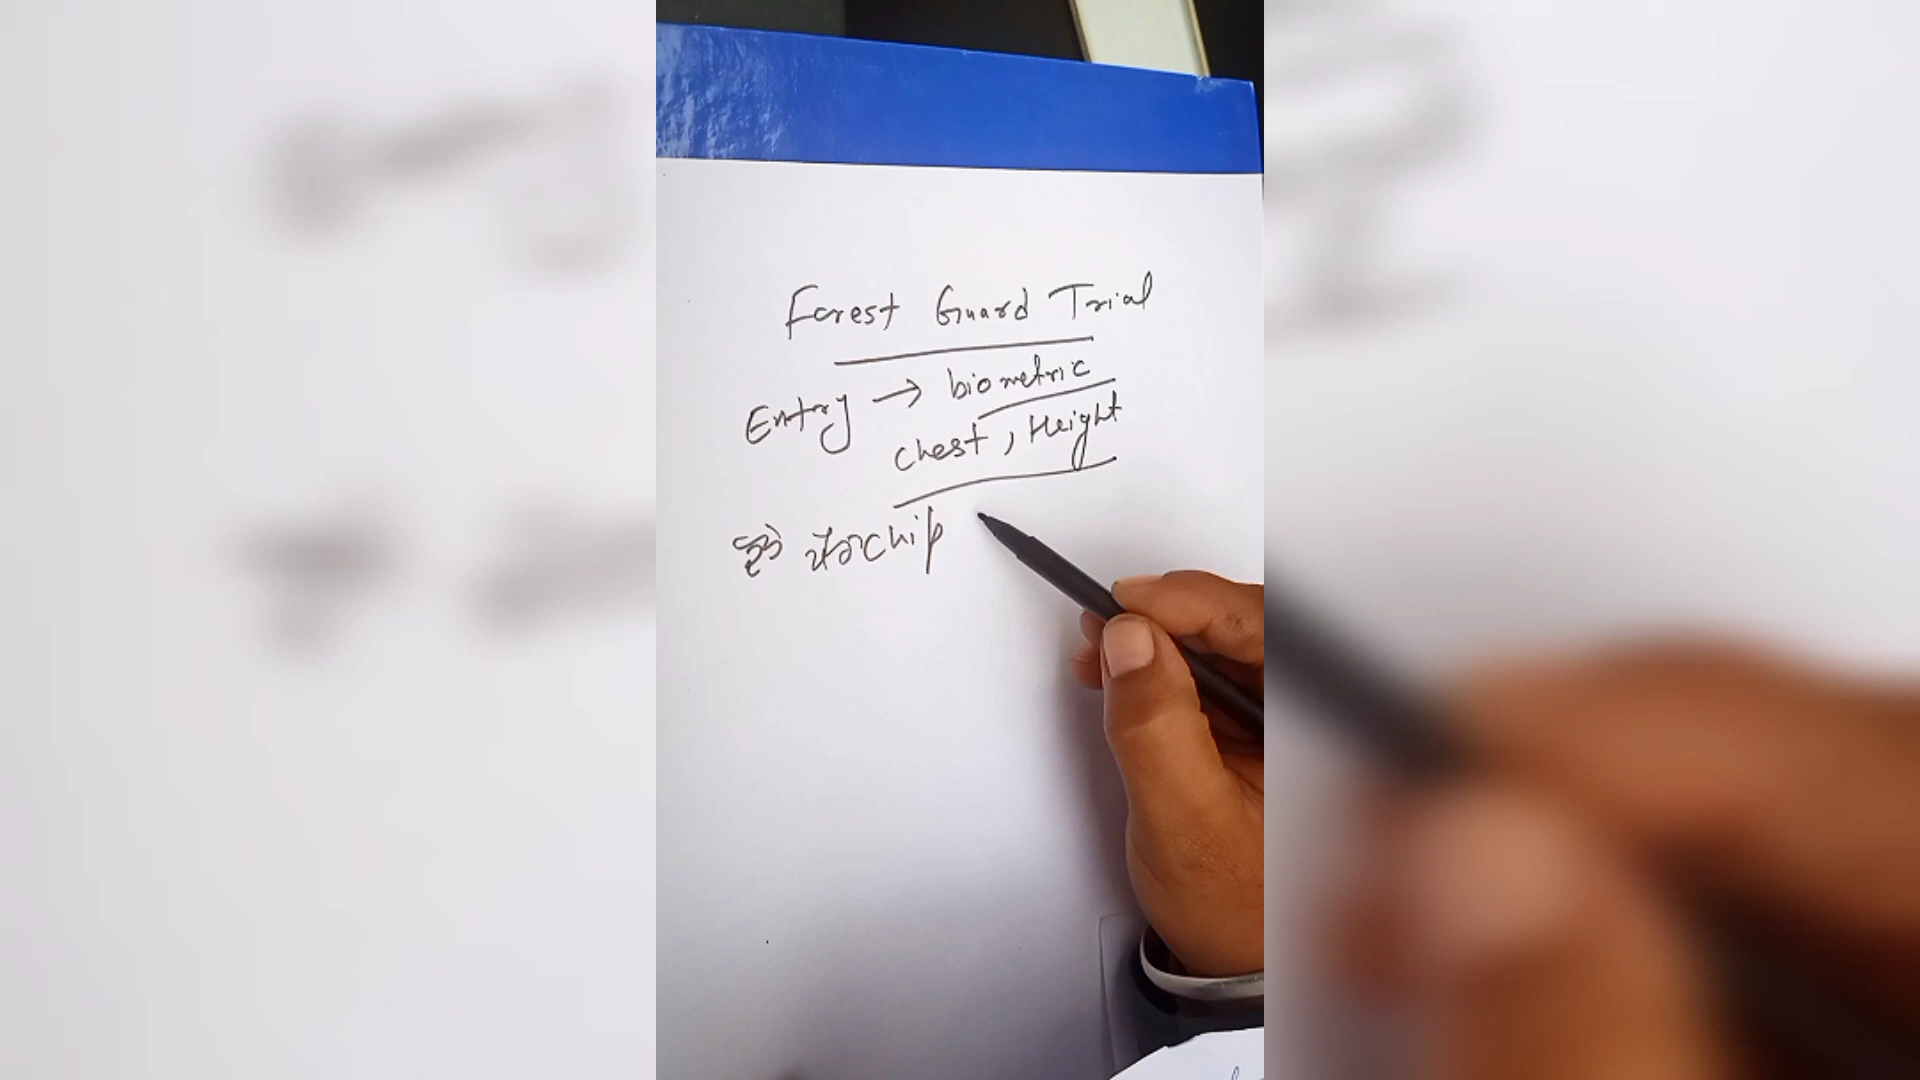 Forest Guard Trial
Entry → biometric
chest, Height
chip